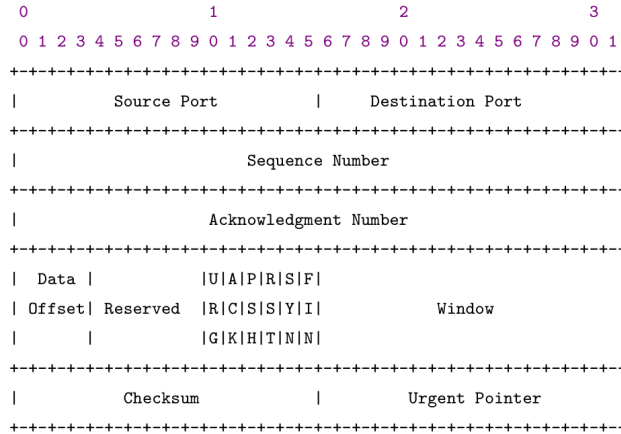 0                   1                   2                   3
 0 1 2 3 4 5 6 7 8 9 0 1 2 3 4 5 6 7 8 9 0 1 2 3 4 5 6 7 8 9 0 1
+-+-+-+-+-+-+-+-+-+-+-+-+-+-+-+-+-+-+-+-+-+-+-+-+-+-+-+-+-+-+-+-
|          Source Port          |     Destination Port
+-+-+-+-+-+-+-+-+-+-+-+-+-+-+-+-+-+-+-+-+-+-+-+-+-+-+-+-+-+-+-+-
|                        Sequence Number
+-+-+-+-+-+-+-+-+-+-+-+-+-+-+-+-+-+-+-+-+-+-+-+-+-+-+-+-+-+-+-+-
|                    Acknowledgment Number
+-+-+-+-+-+-+-+-+-+-+-+-+-+-+-+-+-+-+-+-+-+-+-+-+-+-+-+-+-+-+-+-
|  Data |           |U|A|P|R|S|F|
| Offset| Reserved  |R|C|S|S|Y|I|            Window
|       |           |G|K|H|T|N|N|
+-+-+-+-+-+-+-+-+-+-+-+-+-+-+-+-+-+-+-+-+-+-+-+-+-+-+-+-+-+-+-+-
|           Checksum            |         Urgent Pointer
+-+-+-+-+-+-+-+-+-+-+-+-+-+-+-+-+-+-+-+-+-+-+-+-+-+-+-+-+-+-+-+-